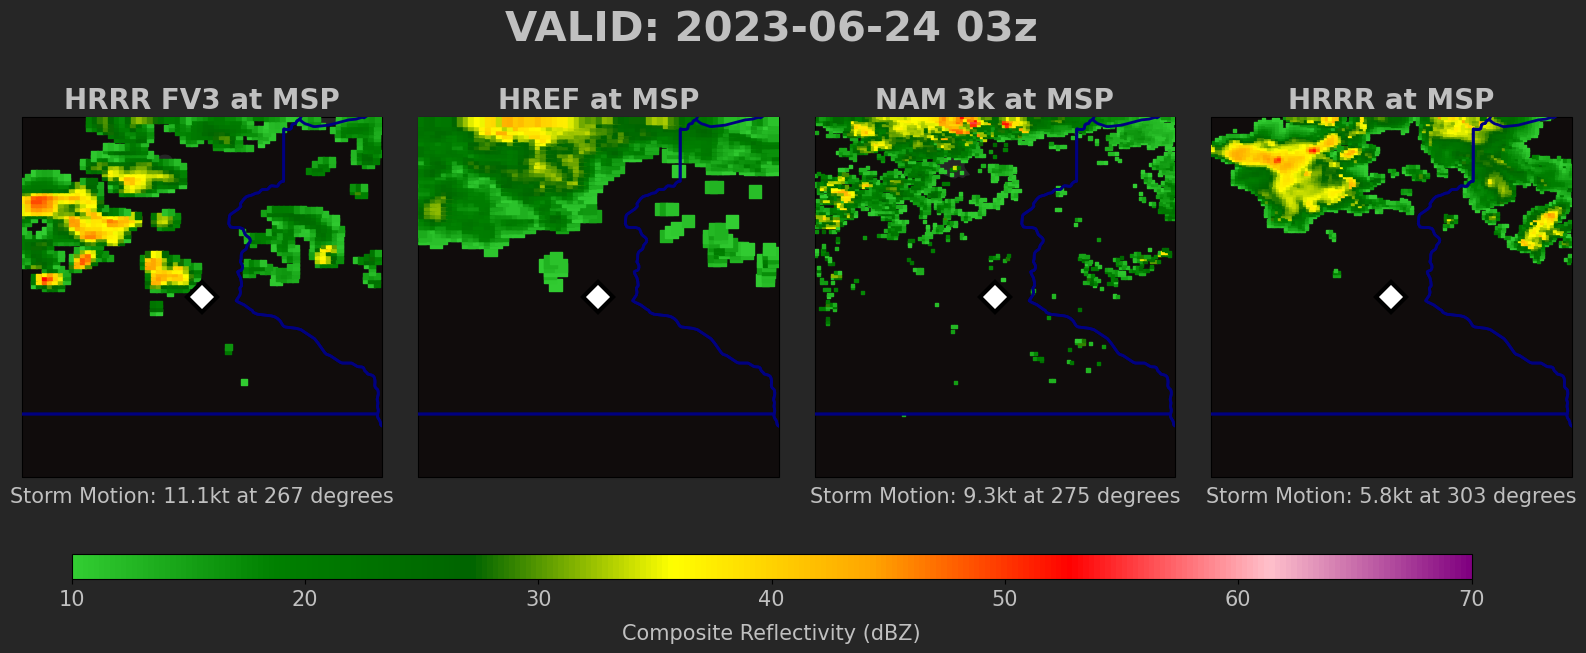 VALID: 2023-06-24 03z
HRRR FV3 at MSP
HREF at MSP
NAM 3k at MSP
HRRR at MSP
Storm Motion: 11.1kt at 267 degrees
Storm Motion: 9.3kt at 275 degrees
Storm Motion: 5.8kt at 303 degrees
10 20 30 40 50 60 70
Composite Reflectivity (dBZ)